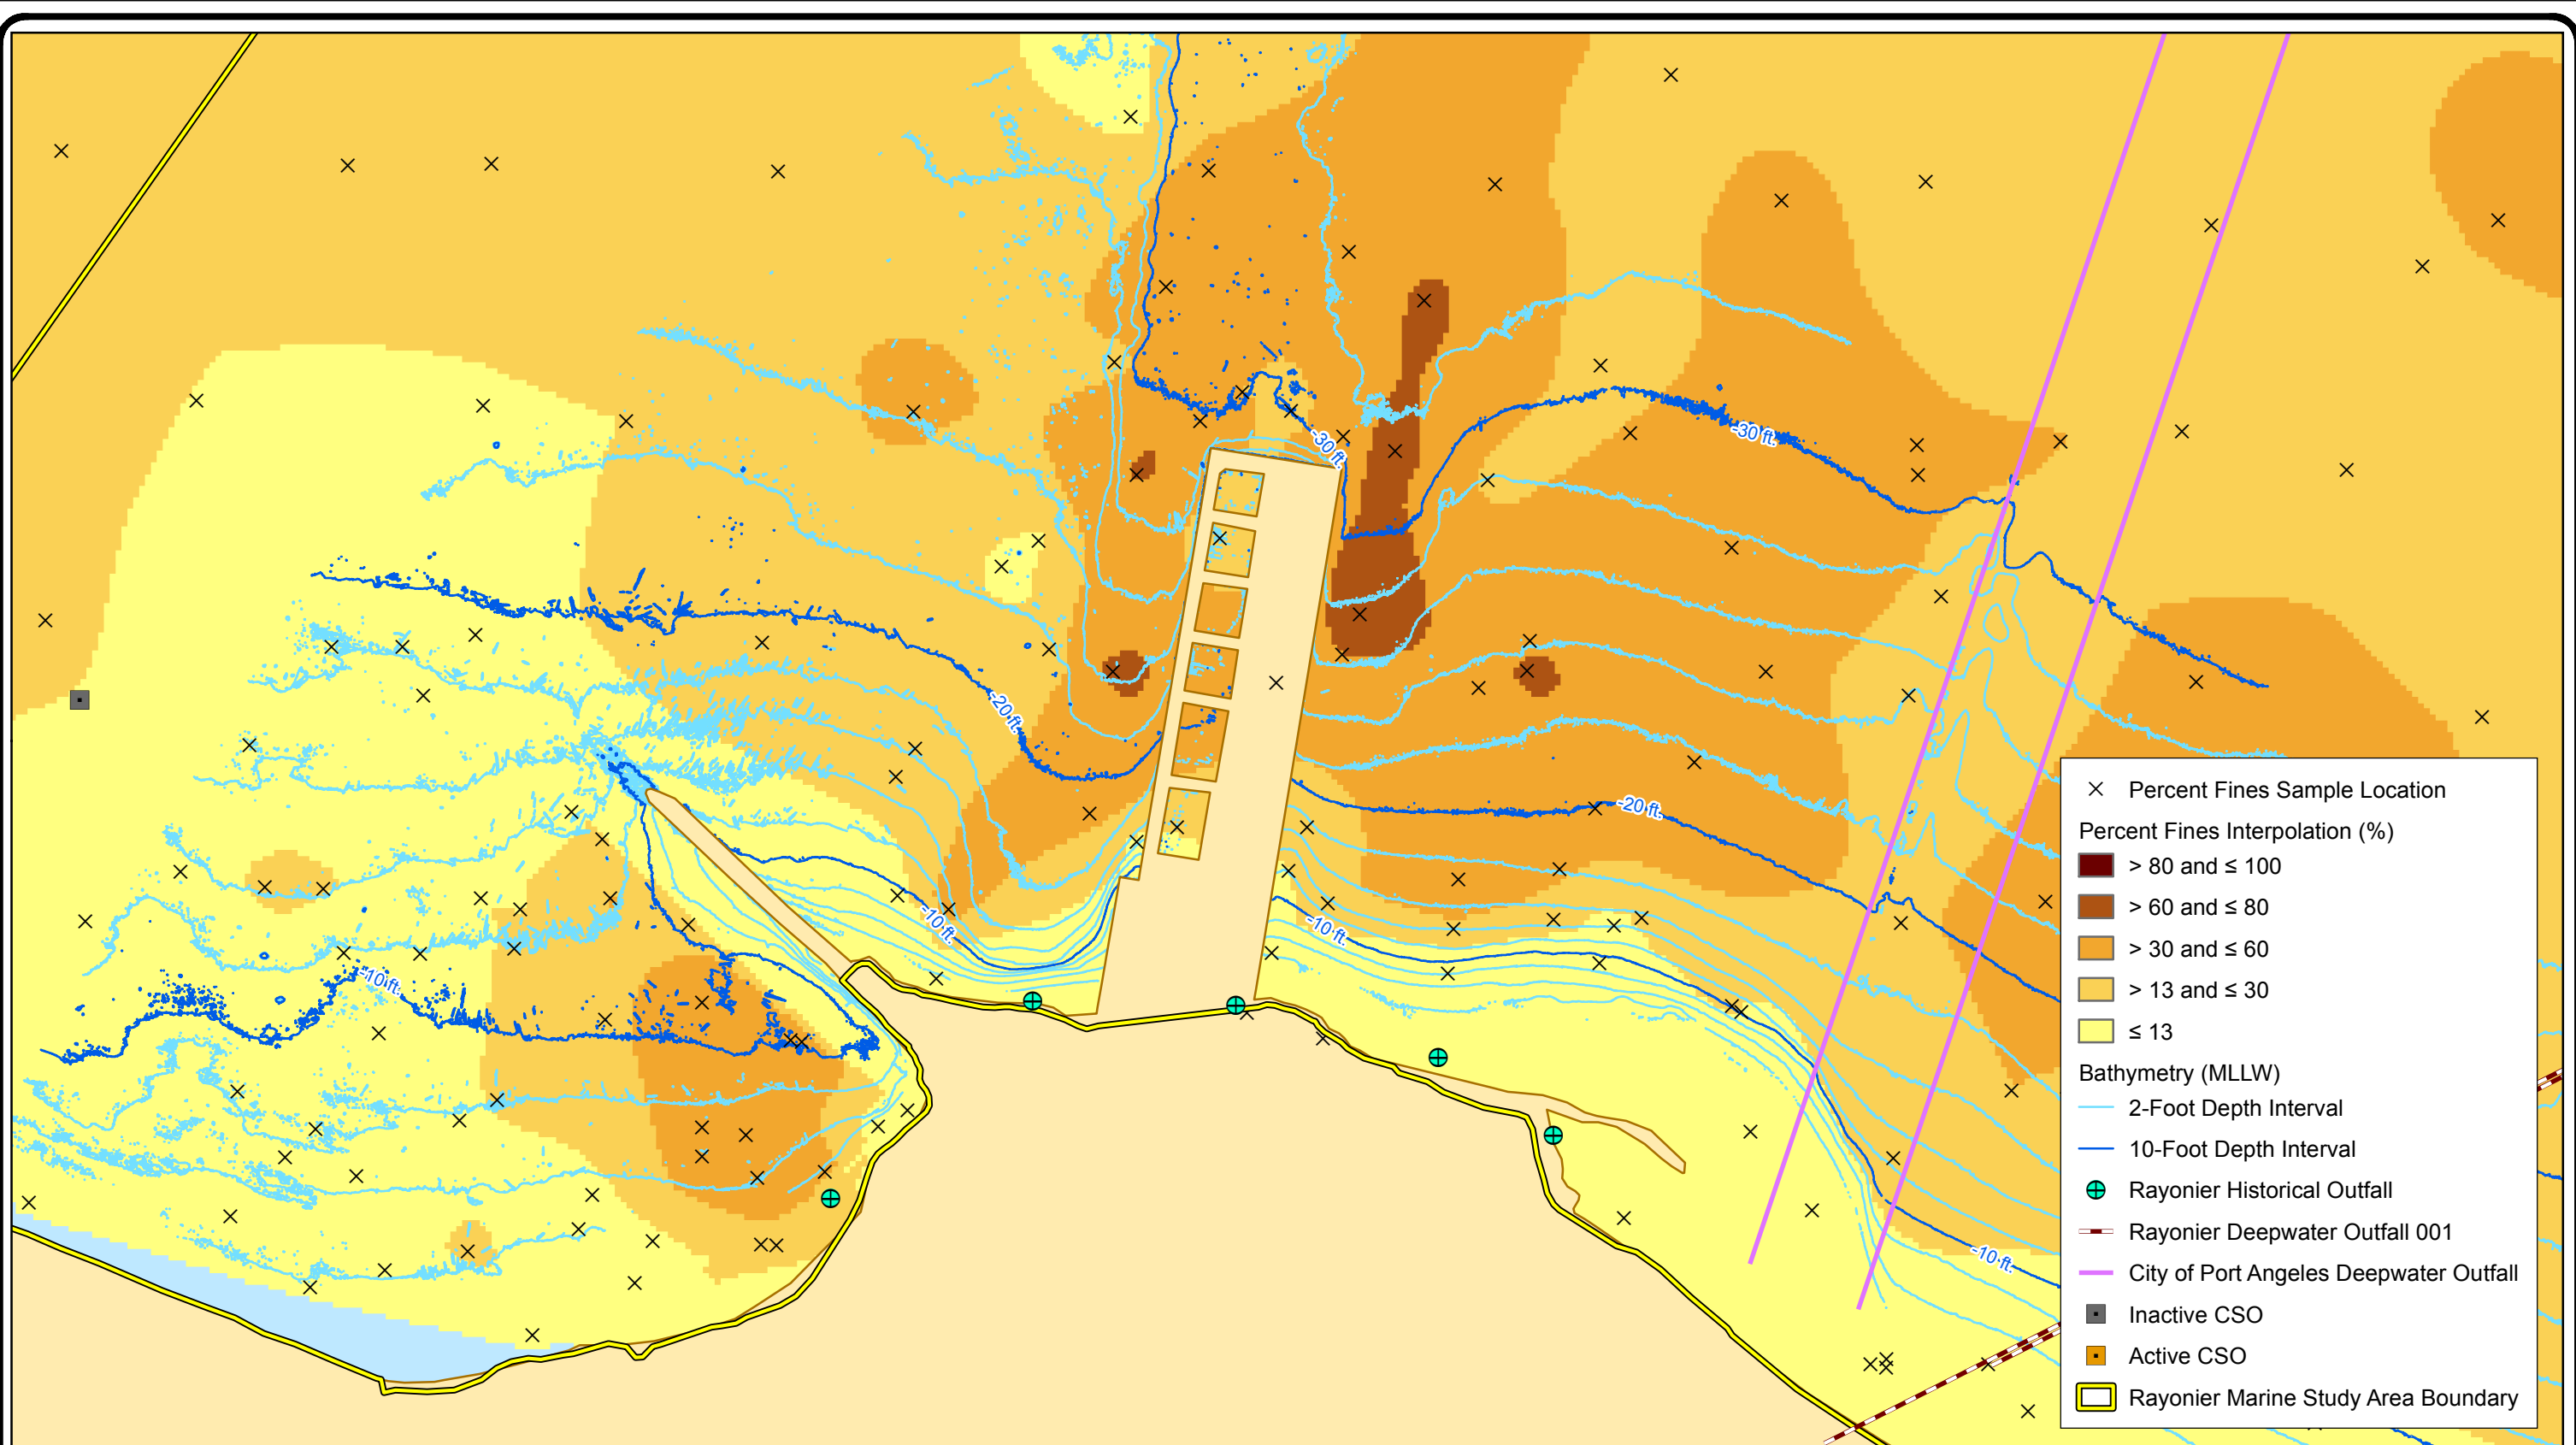 -30 ft.
-30 ft.
-20 ft.
-20 ft.
-10 ft.
-10 ft.
-10 ft.
-10 ft.
Percent Fines Sample Location
Percent Fines Interpolation (%)
> 80 and ≤ 100
> 60 and ≤ 80
> 30 and ≤ 60
> 13 and ≤ 30
≤ 13
Bathymetry (MLLW)
2-Foot Depth Interval
10-Foot Depth Interval
Rayonier Historical Outfall
Rayonier Deepwater Outfall 001
City of Port Angeles Deepwater Outfall
Inactive CSO
Active CSO
Rayonier Marine Study Area Boundary